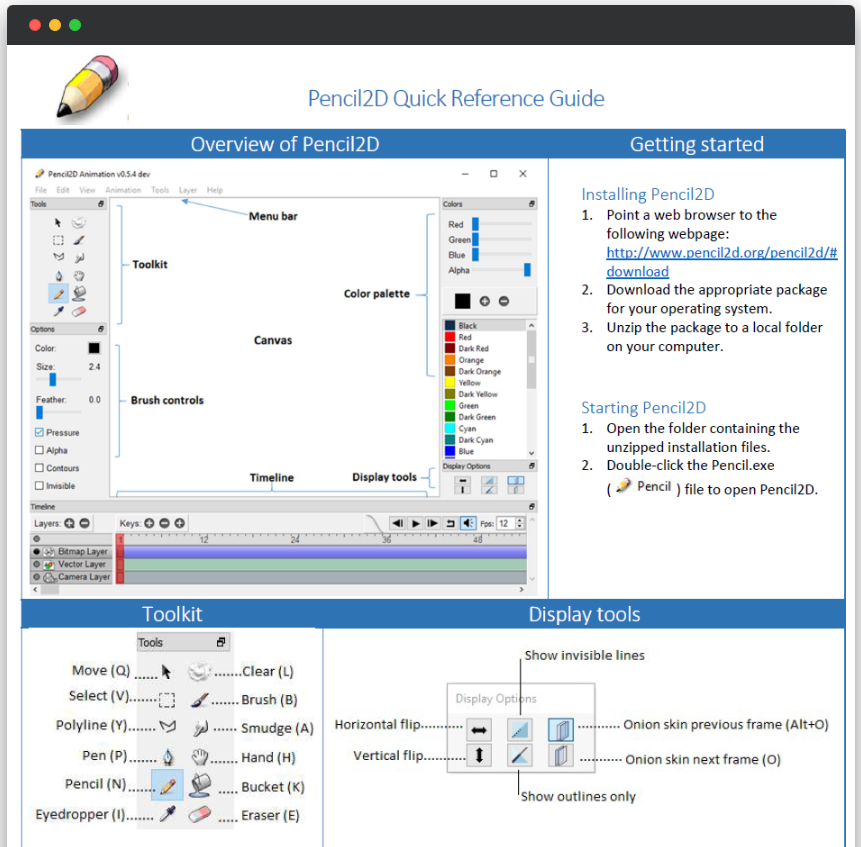 Pencil2D Quick Reference Guide
Overview of Pencil2D
Getting started
Pencil2D Animation v0.5.4 dev
File Edit View Animation Tools Layer Help
Tools
Menu bar
Toolkit
Options
Color:
Size: 2.4
Feather: 0.0
Pressure
Alpha
Contours
Invisible
Brush controls
Canvas
Color palette
Colors
Red
Green
Blue
Alpha
Black
Red
Dark Red
Orange
Dark Orange
Yellow
Dark Yellow
Green
Dark Green
Cyan
Dark Cyan
Blue
Display Options
Timeline
Display tools
Timeline
Layers:
Keys:
Fps: 12
1 12 24 36 48
Bitmap Layer
Vector Layer
Camera Layer
Installing Pencil2D
1. Point a web browser to the
following webpage:
http://www.pencil2d.org/pencil2d/#
download
2. Download the appropriate package
for your operating system.
3. Unzip the package to a local folder
on your computer.
Starting Pencil2D
1. Open the folder containing the
unzipped installation files.
2. Double-click the Pencil.exe
( Pencil ) file to open Pencil2D.
Toolkit
Tools
Move (Q) ..... .......Clear (L)
Select (V)....... ....... Brush (B)
Polyline (Y)...... ....... Smudge (A)
Pen (P)...... ...... Hand (H)
Pencil (N)...... ..... Bucket (K)
Eyedropper (I)...... ..... Eraser (E)
Display tools
Show invisible lines
Display Options
Horizontal flip.......... .......... Onion skin previous frame (Alt+O)
Vertical flip.......... .......... Onion skin next frame (O)
Show outlines only